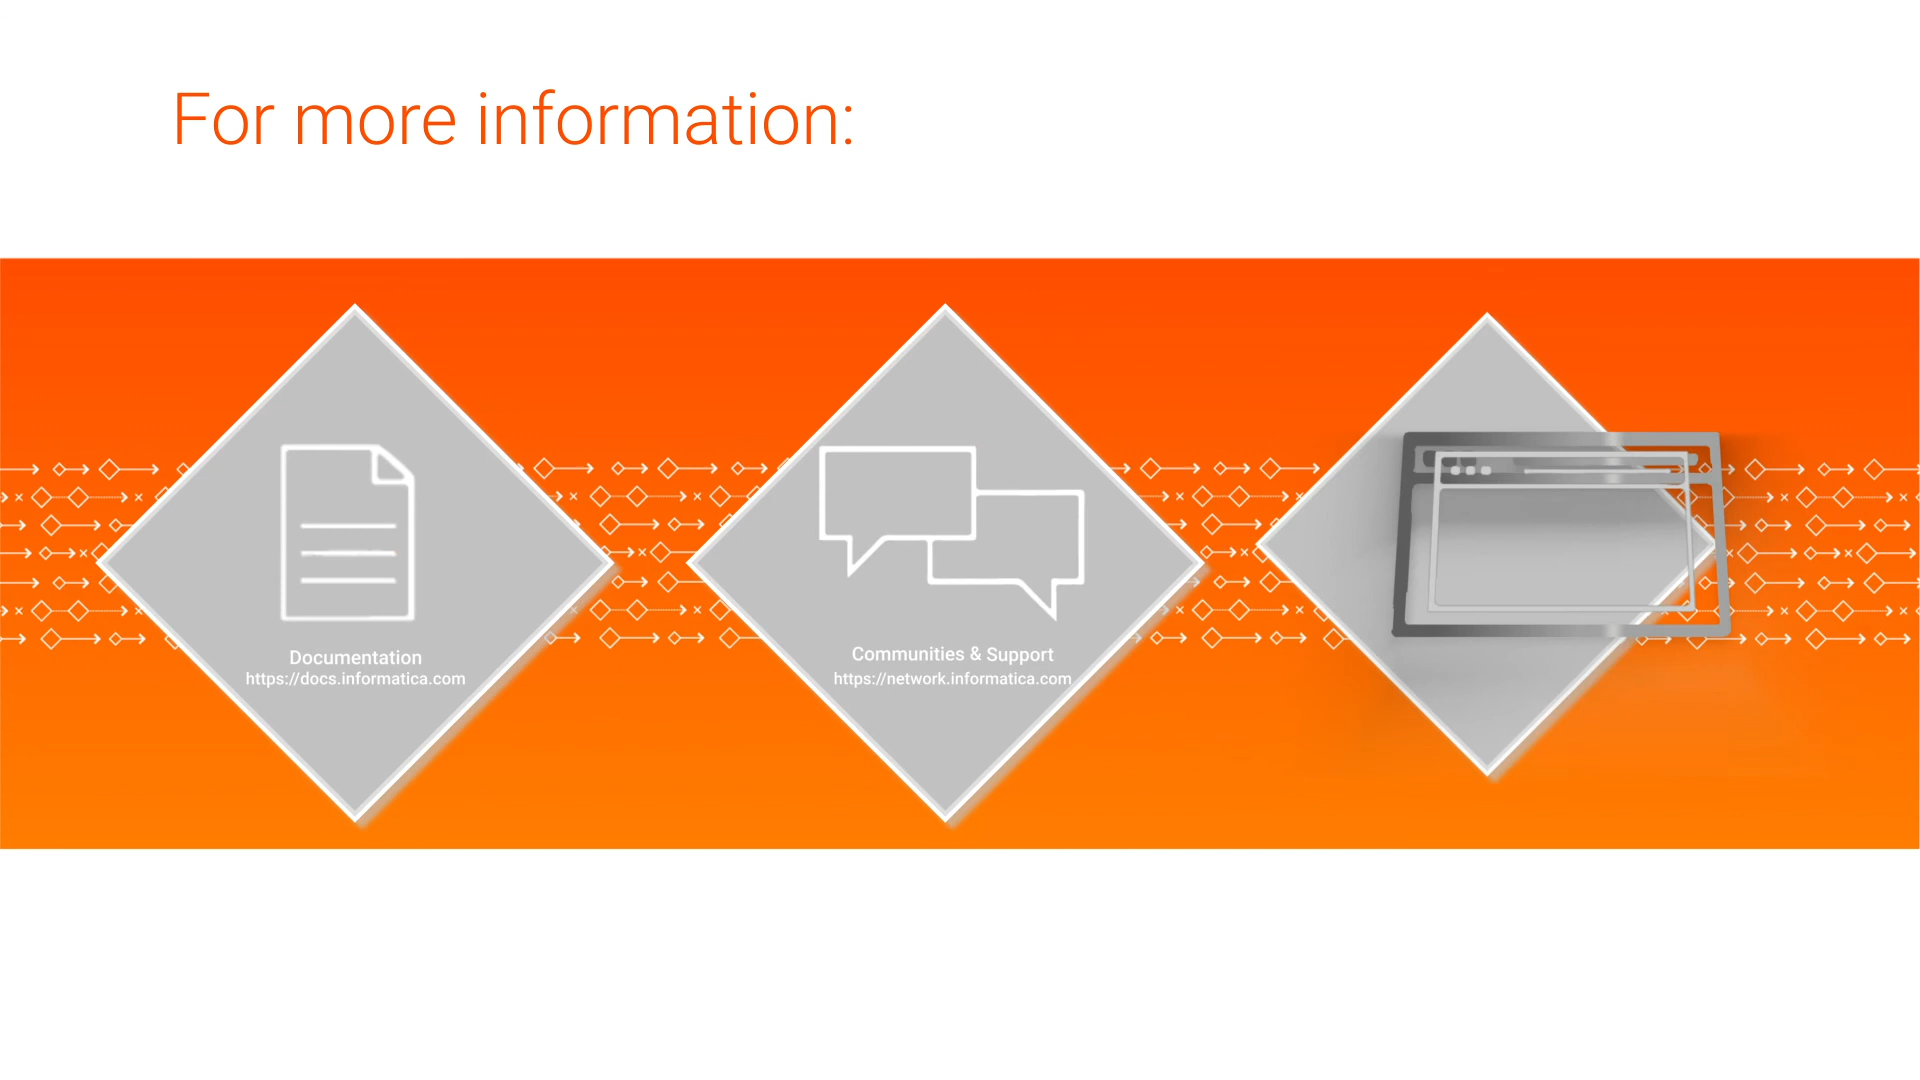 For more information:
Documentation
https://docs.informatica.com
Communities & Support
https://network.informatica.com